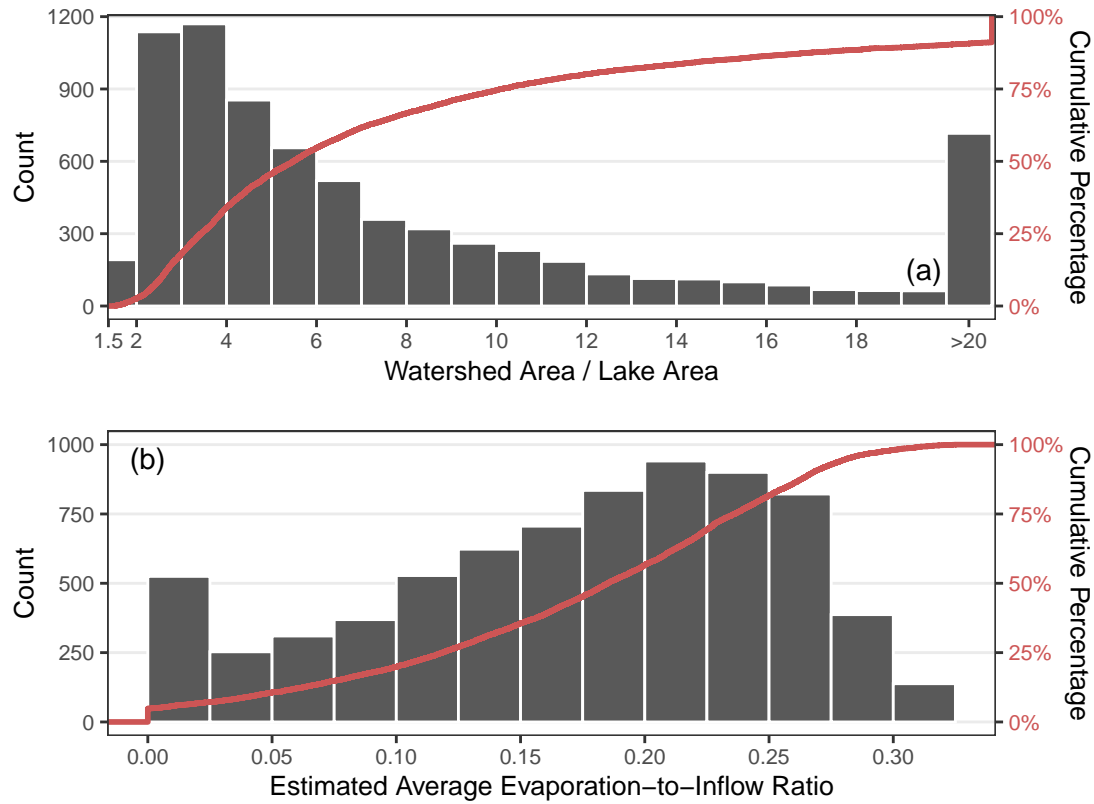 1200
900
600
300
0
Count
100%
75%
50%
25%
0%
Cumulative Percentage
(a)
1.5 2 4 6 8 10 12 14 16 18 >20
Watershed Area / Lake Area
(b)
1000
750
500
250
0
Count
100%
75%
50%
25%
0%
Cumulative Percentage
0.00 0.05 0.10 0.15 0.20 0.25 0.30
Estimated Average Evaporation−to−Inflow Ratio